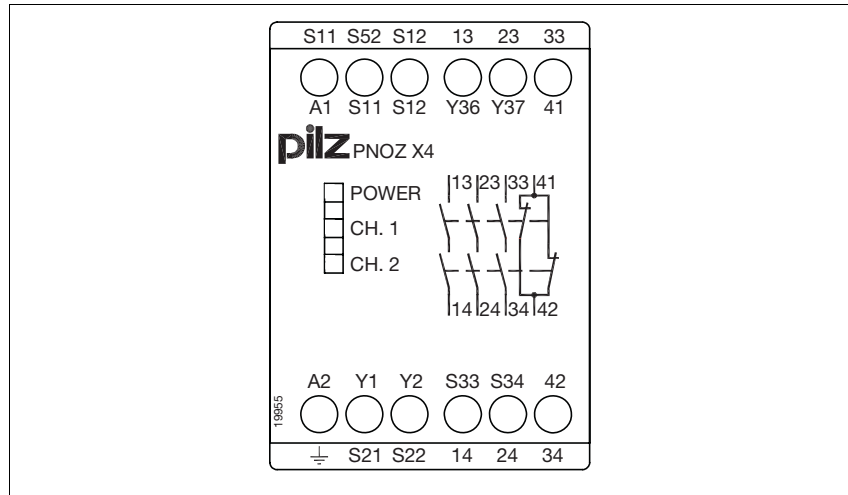 S11 S52 S12 13 23 33
A1 S11 S12 Y36 Y37 41
pilz PNOZ X4
13 23 33 41
POWER
CH. 1
CH. 2
14 24 34 42
A2 Y1 Y2 S33 S34 42
19955
S21 S22 14 24 34